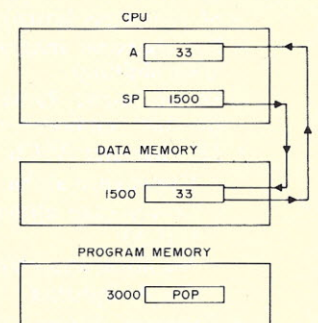 CPU
A 33
SP 1500
DATA MEMORY
1500 33
PROGRAM MEMORY
3000 POP